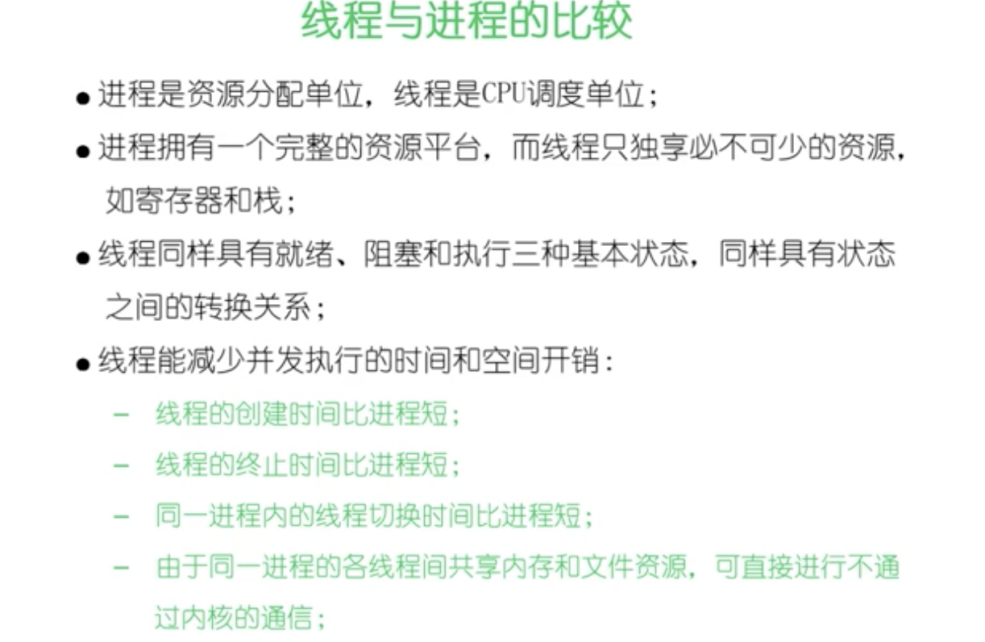 线程与进程的比较
●进程是资源分配单位，线程是CPU调度单位；
●进程拥有一个完整的资源平台，而线程只独享必不可少的资源，
如寄存器和栈；
●线程同样具有就绪、阻塞和执行三种基本状态，同样具有状态
之间的转换关系；
●线程能减少并发执行的时间和空间开销：
– 线程的创建时间比进程短；
– 线程的终止时间比进程短；
– 同一进程内的线程切换时间比进程短；
– 由于同一进程的各线程间共享内存和文件资源，可直接进行不通
过内核的通信；